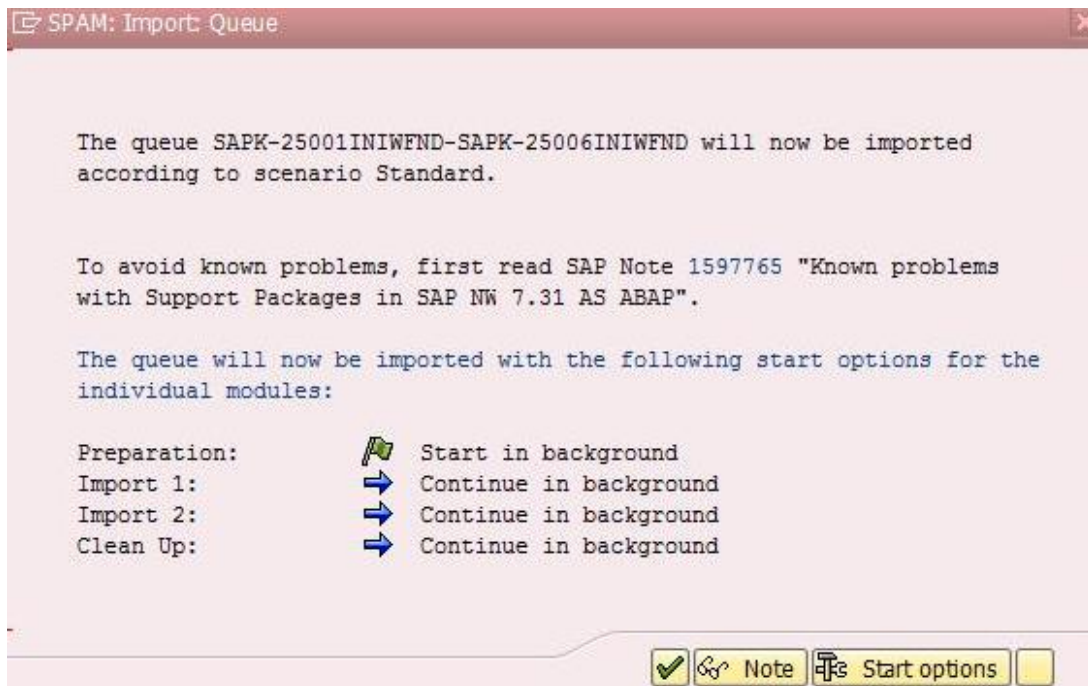 SPAM: Import: Queue
The queue SAPK-25001INIWFND-SAPK-25006INIWFND will now be imported
according to scenario Standard.
To avoid known problems, first read SAP Note 1597765 "Known problems
with Support Packages in SAP NW 7.31 AS ABAP".
The queue will now be imported with the following start options for the
individual modules:
Preparation: Start in background
Import 1: Continue in background
Import 2: Continue in background
Clean Up: Continue in background
Note Start options